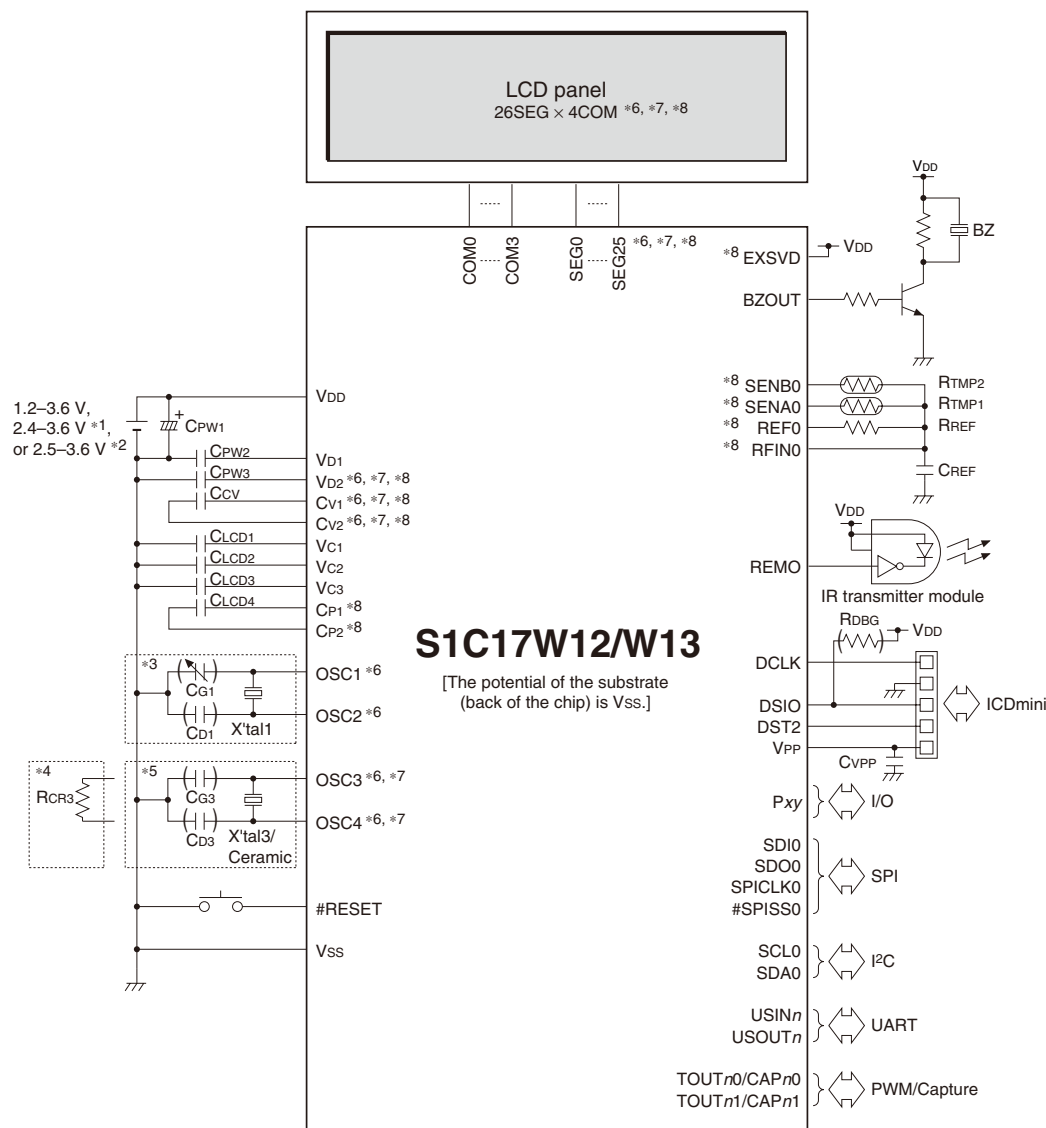 LCD panel
26SEG × 4COM *6, *7, *8
COM0
COM3
SEG0
SEG25
*6, *7, *8
*8 EXSVD
VDD
BZOUT
VDD
BZ
1.2–3.6 V,
2.4–3.6 V *1,
or 2.5–3.6 V *2
+
CPW1
VDD
CPW2
VD1
CPW3
VD2 *6, *7, *8
CCV
CV1 *6, *7, *8
CV2 *6, *7, *8
CLCD1
VC1
CLCD2
VC2
CLCD3
VC3
CLCD4
CP1 *8
CP2 *8
*8 SENB0
RTMP2
*8 SENA0
RTMP1
*8 REF0
RREF
*8 RFIN0
CREF
VDD
REMO
IR transmitter module
S1C17W12/W13
[The potential of the substrate
(back of the chip) is VSS.]
*3
CG1
CD1
X'tal1
OSC1 *6
OSC2 *6
*4
RCR3
*5
CG3
CD3
X'tal3/
Ceramic
OSC3 *6, *7
OSC4 *6, *7
#RESET
VSS
RDBG
VDD
DCLK
DSIO
DST2
VPP
CVPP
ICDmini
Pxy
I/O
SDI0
SDO0
SPICLK0
#SPISS0
SPI
SCL0
SDA0
I²C
USINn
USOUTn
UART
TOUTn0/CAPn0
TOUTn1/CAPn1
PWM/Capture